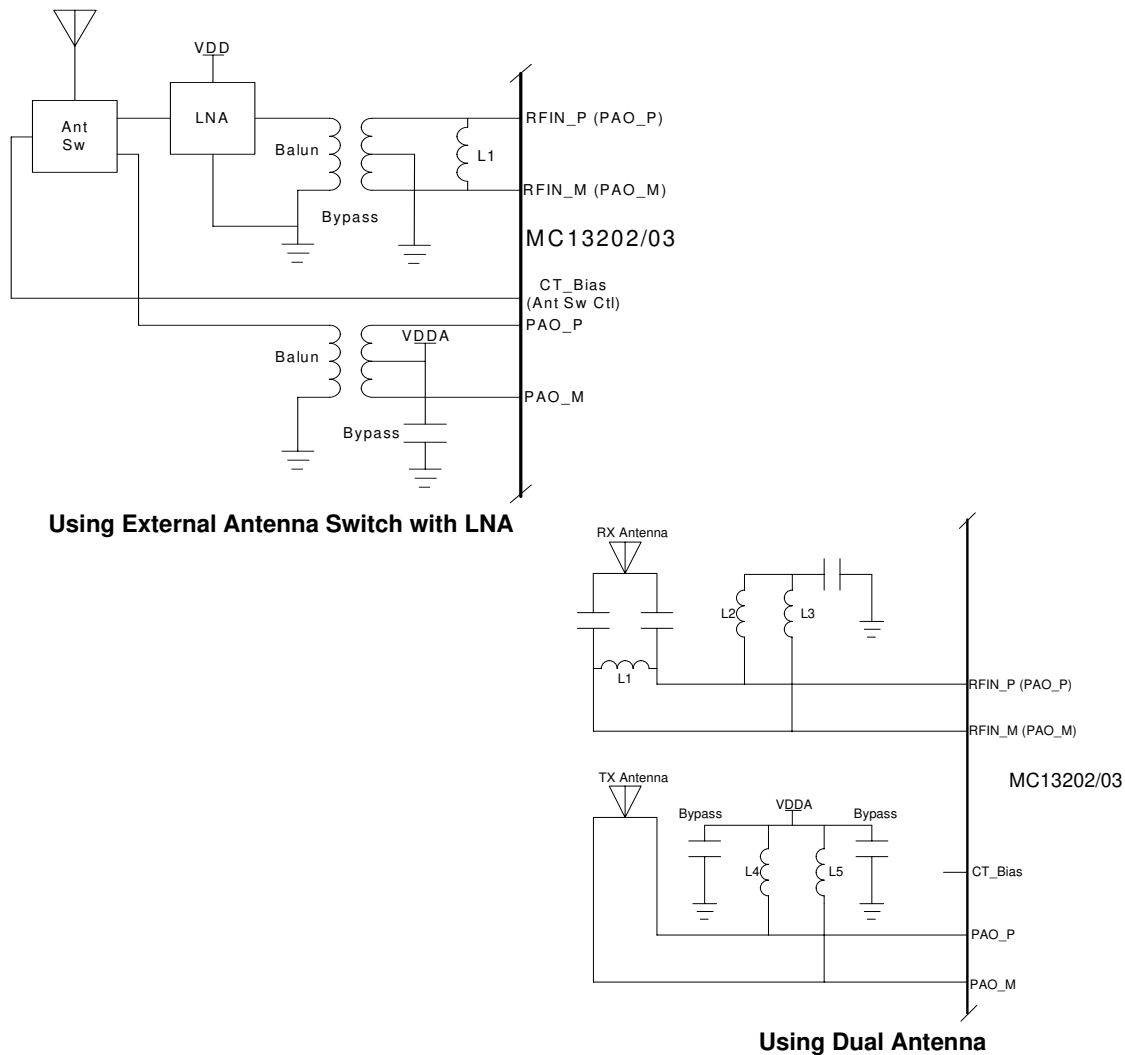 VDD
LNA
Ant
Sw
Balun
L1
Bypass
RFIN_P (PAO_P)
RFIN_M (PAO_M)
MC13202/03
CT_Bias
(Ant Sw Ctl)
PAO_P
VDDA
Balun
PAO_M
Bypass
Using External Antenna Switch with LNA
RX Antenna
L2
L3
L1
RFIN_P (PAO_P)
RFIN_M (PAO_M)
MC13202/03
TX Antenna
Bypass
VDDA
Bypass
L4
L5
CT_Bias
PAO_P
PAO_M
Using Dual Antenna